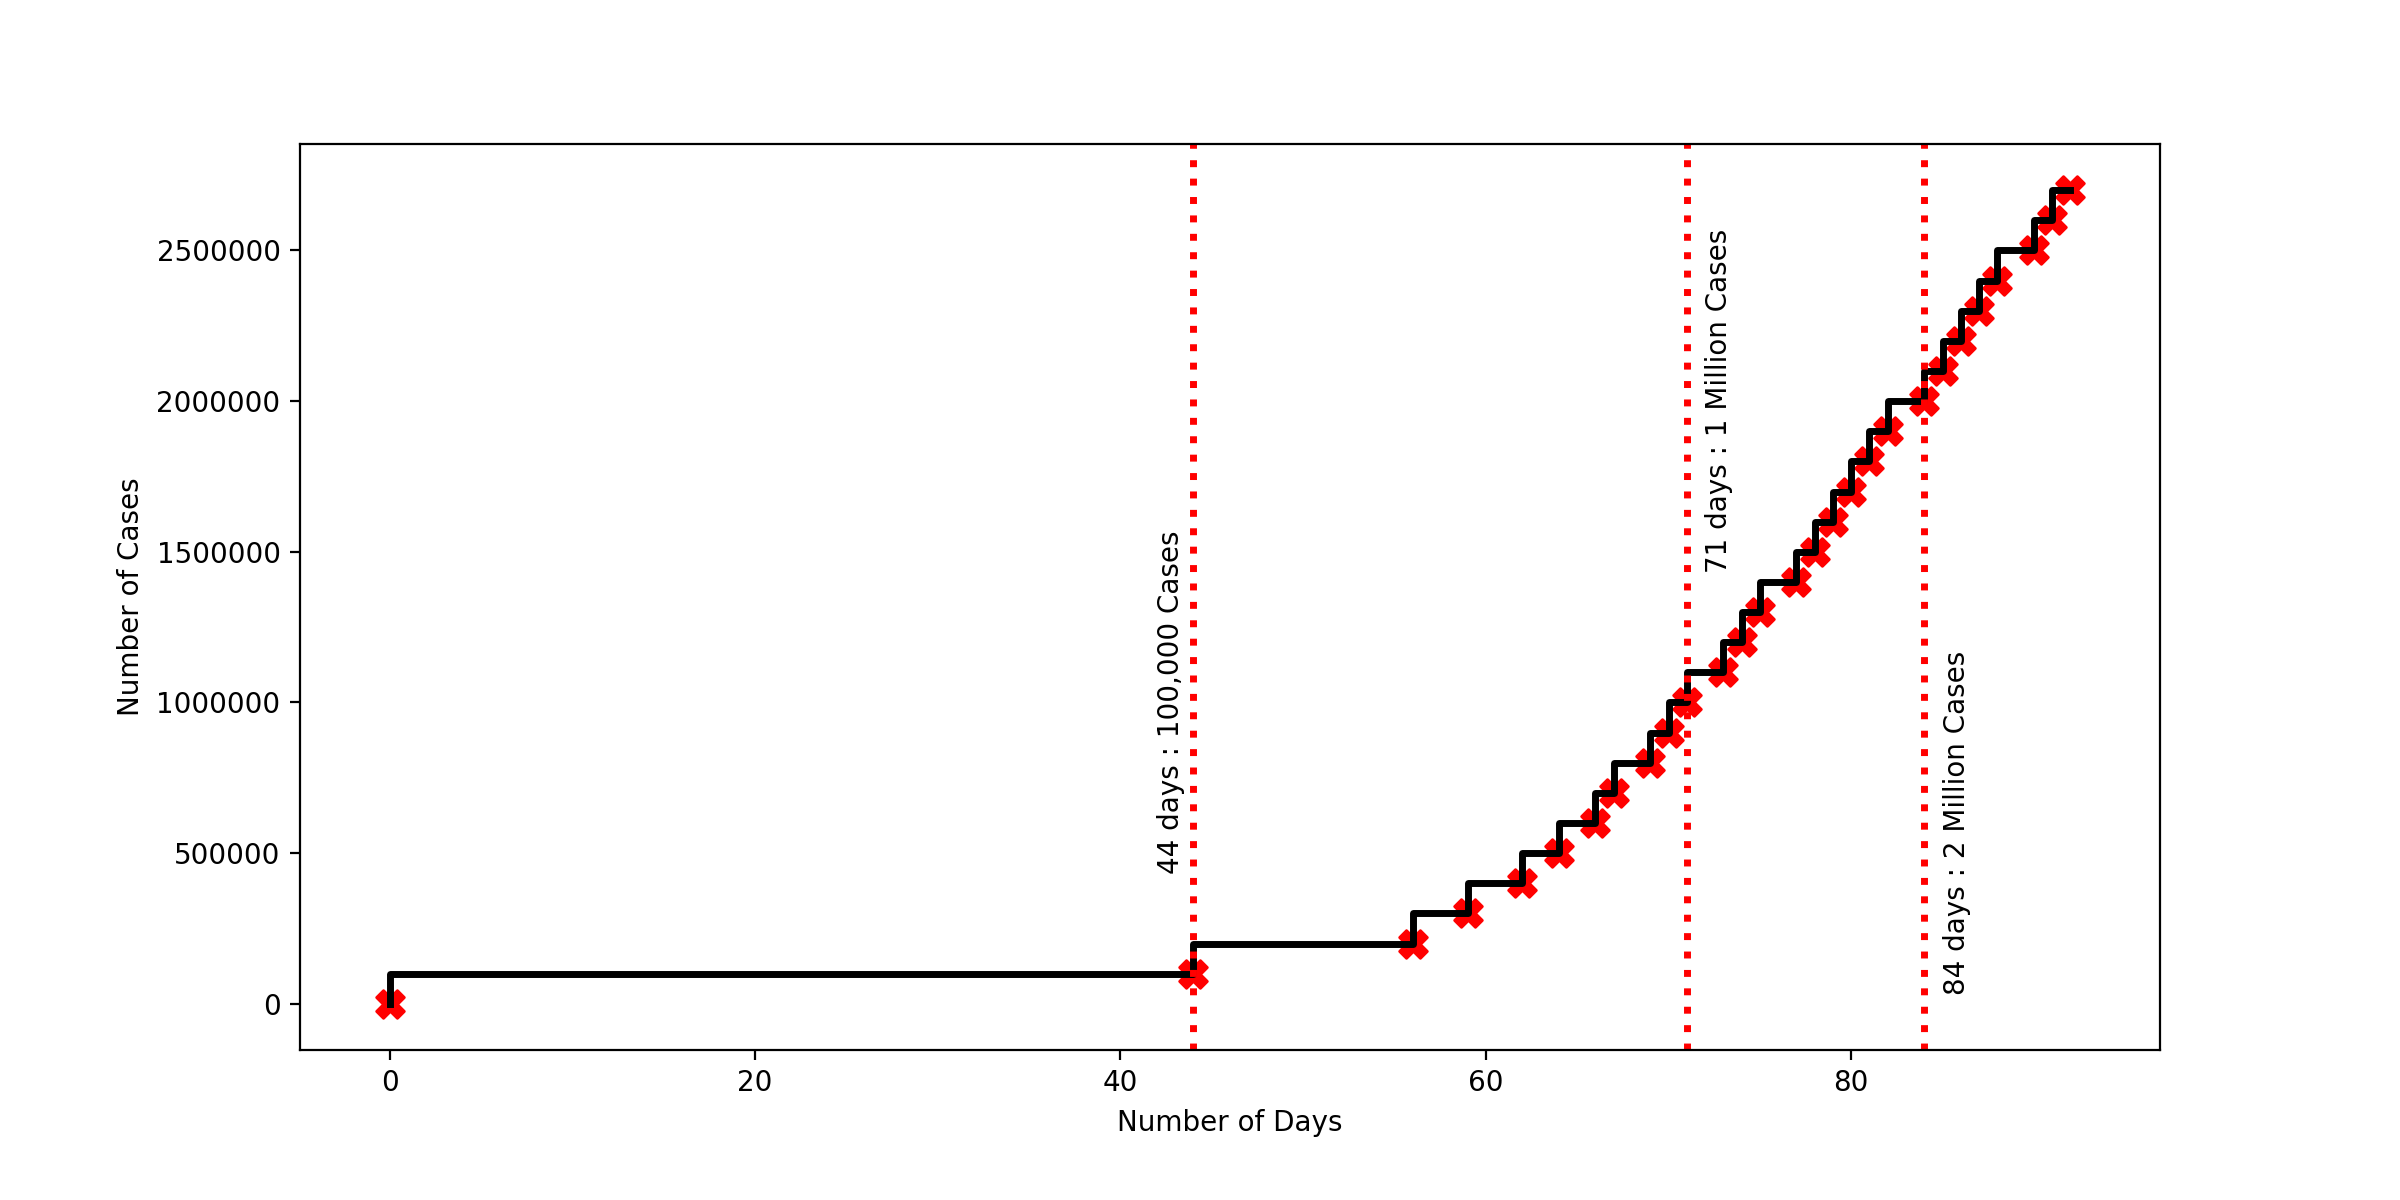 2500000
2000000
1500000
1000000
500000
0
Number of Cases
44 days : 100,000 Cases
71 days : 1 Million Cases
84 days : 2 Million Cases
0 20 40 60 80
Number of Days